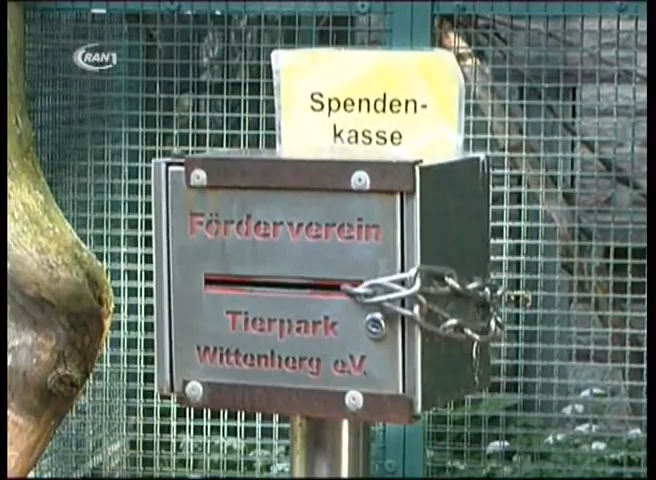 RAN1
Spenden-
kasse
Förderverein
Tierpark
Wittenberg e.V.